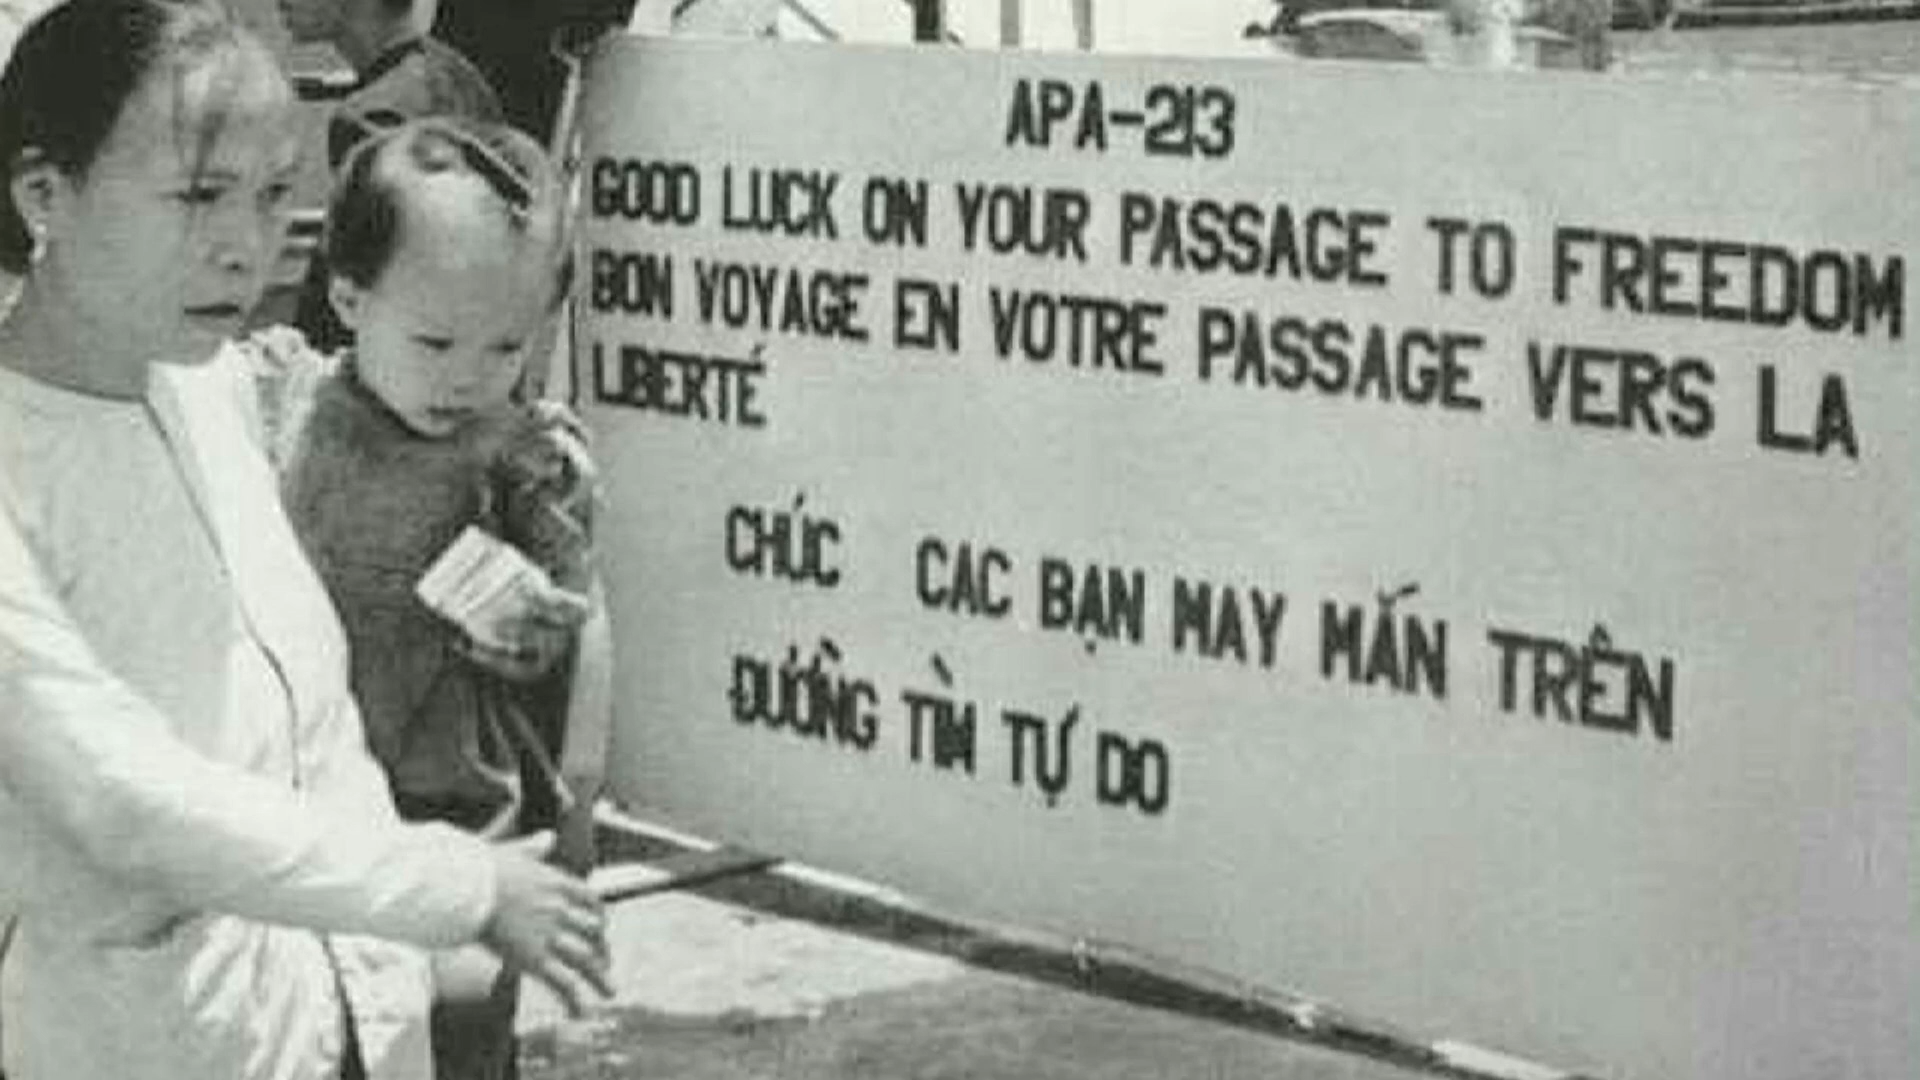 APA-213
GOOD LUCK ON YOUR PASSAGE TO FREEDOM
BON VOYAGE EN VOTRE PASSAGE VERS LA
LIBERTÉ
CHÚC CAC BẠN MAY MẮN TRÊN
ĐƯỜNG TÌM TỰ DO